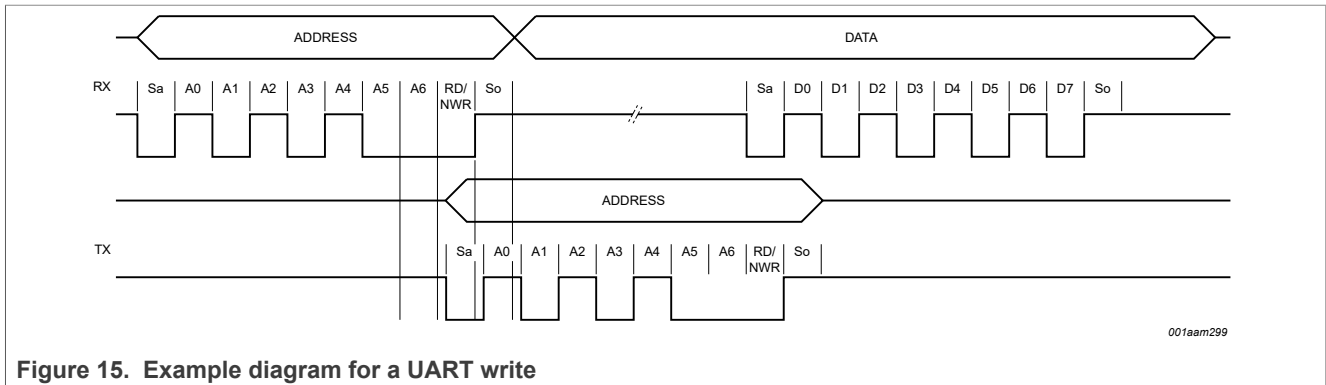 ADDRESS DATA
RX Sa A0 A1 A2 A3 A4 A5 A6 RD/ So Sa D0 D1 D2 D3 D4 D5 D6 D7 So
NWR
ADDRESS
TX Sa A0 A1 A2 A3 A4 A5 A6 RD/ So
NWR
001aam299
Figure 15. Example diagram for a UART write